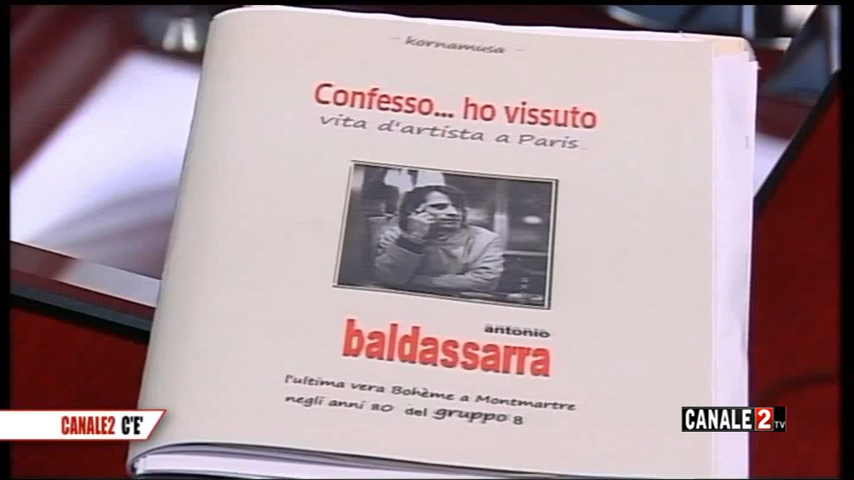 - kornamusa -
Confesso... ho vissuto
vita d'artista a Paris
antonio
baldassarra
l'ultima vera Bohème a Montmartre
negli anni 80 del gruppo 8
CANALE2 C'E'
CANALE 2 TV